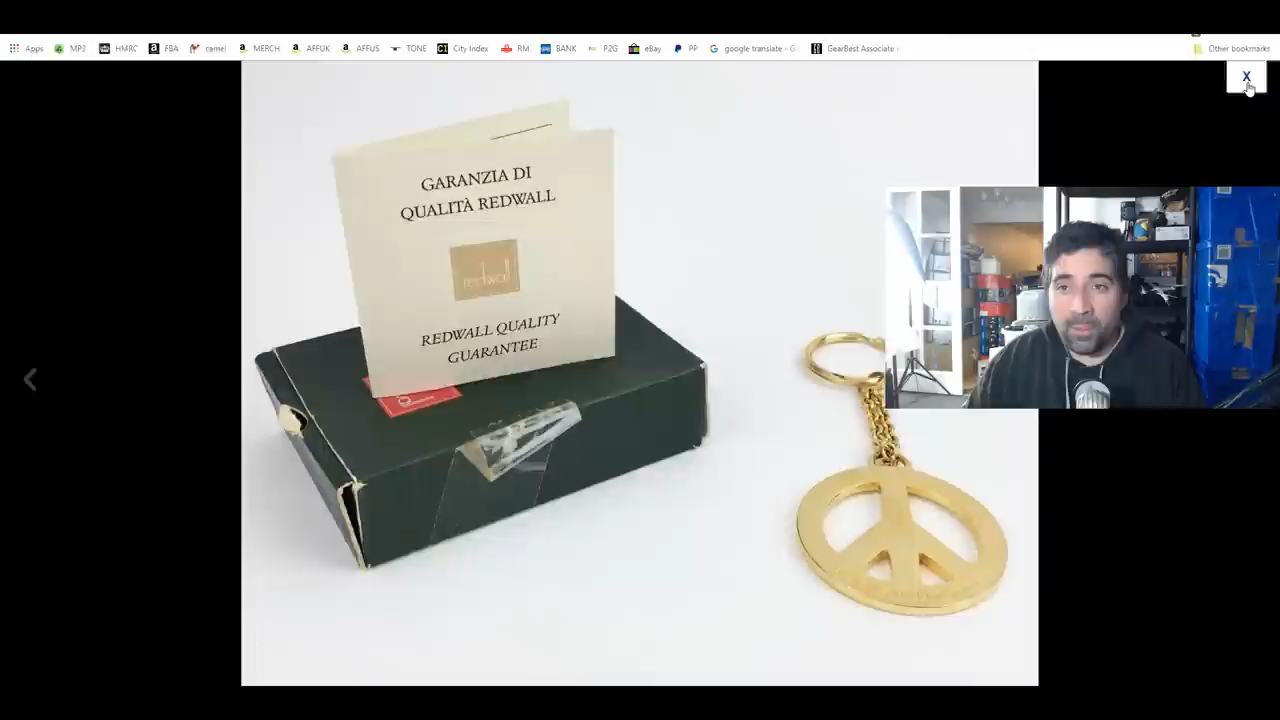 Apps MP3 HMRC FBA camel MERCH AFFUK AFFUS TONE City Index RM BANK P2G eBay PP google translate - G GearBest Associate Other bookmarks
X
GARANZIA DI
QUALITÀ REDWALL
redwall
REDWALL QUALITY
GUARANTEE